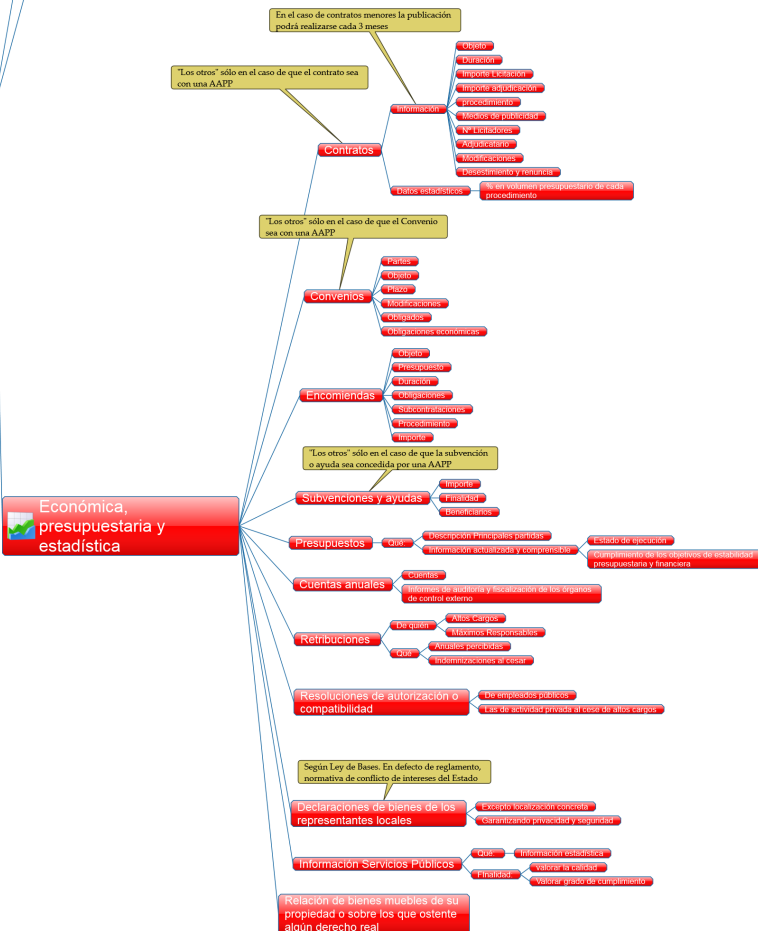 En el caso de contratos menores la publicación
podrá realizarse cada 3 meses
"Los otros" sólo en el caso de que el contrato sea
con una AAPP
Contratos
Información
Objeto
Duración
Importe Licitación
Importe adjudicación
procedimiento
Medios de publicidad
Nº Licitadores
Adjudicatario
Modificaciones
Desestimiento y renuncia
Datos estadísticos
% en volumen presupuestario de cada
procedimiento
"Los otros" sólo en el caso de que el Convenio
sea con una AAPP
Convenios
Partes
Objeto
Plazo
Modificaciones
Obligados
Obligaciones económicas
Encomiendas
Objeto
Presupuesto
Duración
Obligaciones
Subcontrataciones
Procedimiento
Importe
"Los otros" sólo en el caso de que la subvención
o ayuda sea concedida por una AAPP
Subvenciones y ayudas
Importe
Finalidad
Beneficiarios
Económica,
presupuestaria y
estadística
Presupuestos
Qué:
Descripción Principales partidas
Información actualizada y comprensible
Estado de ejecución
Cumplimiento de los objetivos de estabilidad
presupuestaria y financiera
Cuentas anuales
Cuentas
Informes de auditoría y fiscalización de los órganos
de control externo
Retribuciones
De quién
Altos Cargos
Máximos Responsables
Qué
Anuales percibidas
Indemnizaciones al cesar
Resoluciones de autorización o
compatibilidad
De empleados públicos
Las de actividad privada al cese de altos cargos
Según Ley de Bases. En defecto de reglamento,
normativa de conflicto de intereses del Estado
Declaraciones de bienes de los
representantes locales
Excepto localización concreta
Garantizando privacidad y seguridad
Información Servicios Públicos
Qué:
Información estadística
Finalidad:
valorar la calidad
Valorar grado de cumplimiento
Relación de bienes muebles de su
propiedad o sobre los que ostente
algún derecho real